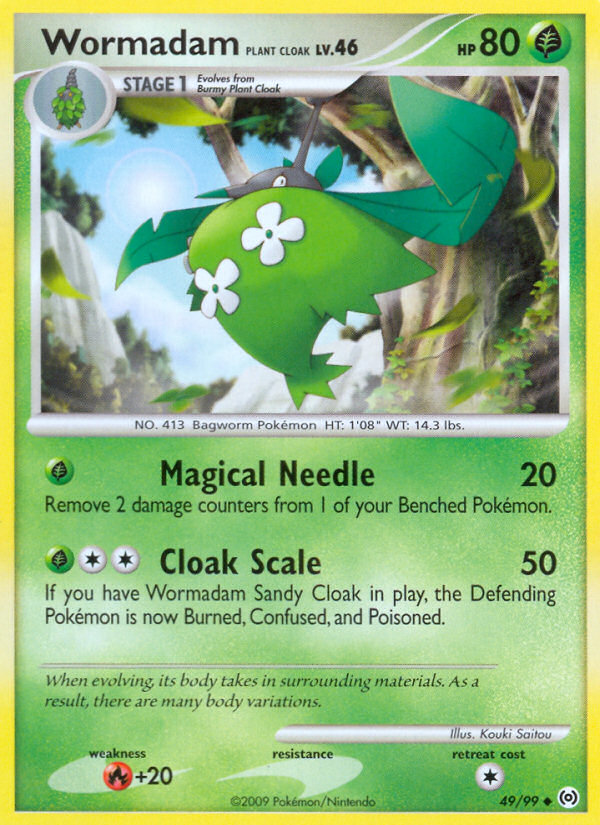 Wormadam PLANT CLOAK LV.46 HP 80
STAGE 1 Evolves from
Burmy Plant Cloak
NO. 413 Bagworm Pokémon HT: 1'08" WT: 14.3 lbs.
Magical Needle 20
Remove 2 damage counters from 1 of your Benched Pokémon.
Cloak Scale 50
If you have Wormadam Sandy Cloak in play, the Defending
Pokémon is now Burned, Confused, and Poisoned.
When evolving, its body takes in surrounding materials. As a
result, there are many body variations.
Illus. Kouki Saitou
weakness resistance retreat cost
+20
©2009 Pokémon/Nintendo 49/99